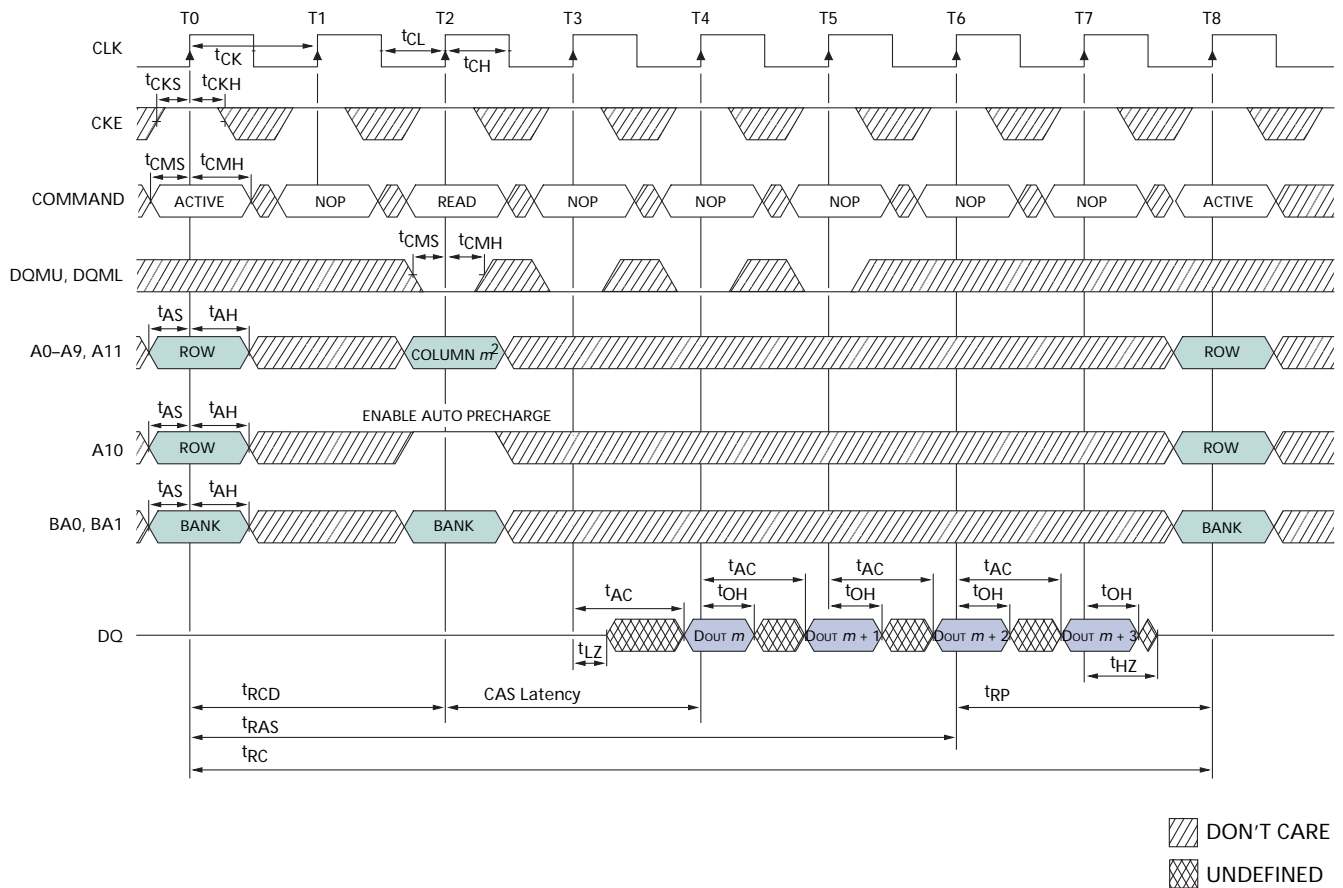 T0 T1 T2 T3 T4 T5 T6 T7 T8
CLK
tCK tCL tCH
tCKS tCKH
CKE
tCMS tCMH
COMMAND ACTIVE NOP READ NOP NOP NOP NOP NOP ACTIVE
tCMS tCMH
DQMU, DQML
tAS tAH
A0–A9, A11 ROW COLUMN m2 ROW
ENABLE AUTO PRECHARGE
tAS tAH
A10 ROW ROW
tAS tAH
BA0, BA1 BANK BANK BANK
tAC tAC tAC
tAC tOH tOH tOH tOH
DQ DOUT m DOUT m + 1 DOUT m + 2 DOUT m + 3
tLZ tHZ
tRCD CAS Latency tRP
tRAS
tRC
DON'T CARE
UNDEFINED